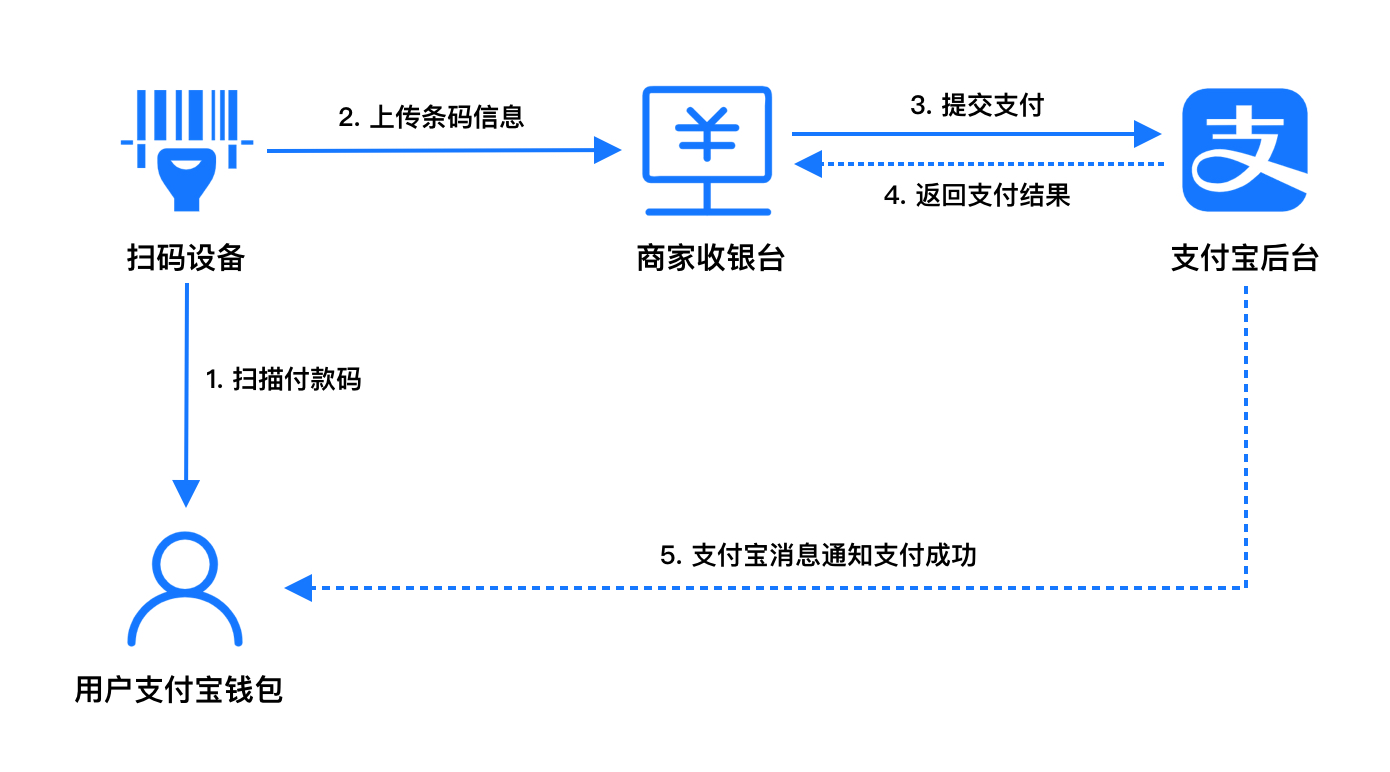 2. 上传条码信息
3. 提交支付
支
4. 返回支付结果
扫码设备
商家收银台
支付宝后台
1. 扫描付款码
5. 支付宝消息通知支付成功
用户支付宝钱包